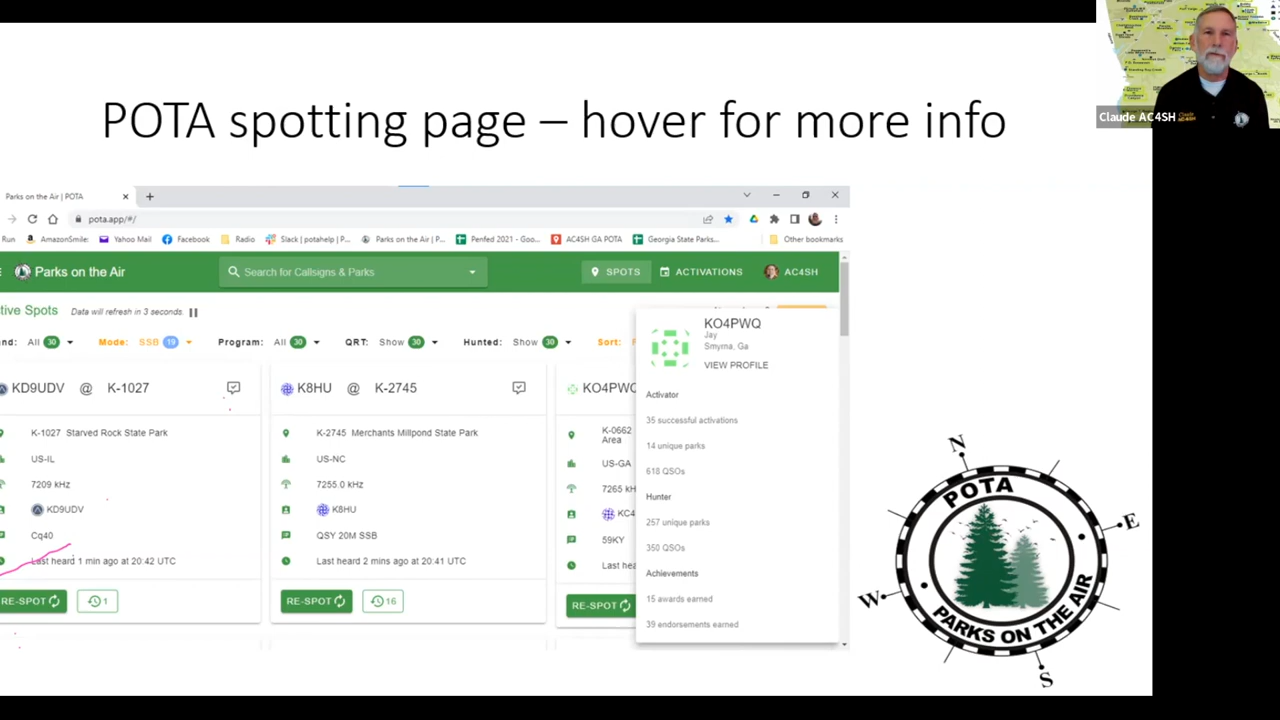 Claude AC4SH
POTA spotting page – hover for more info
Parks on the Air | POTA
pota.app/#/
Run AmazonSmile: Yahoo Mail Facebook Radio Slack | potahelp | P... Parks on the Air | P... Penfed 2021 - Goo... AC4SH GA POTA Georgia State Parks... Other bookmarks
Parks on the Air Search for Callsigns & Parks SPOTS ACTIVATIONS AC4SH
tive Spots Data will refresh in 3 seconds.
nd: All 30 Mode: SSB 19 Program: All 30 QRT: Show 30 Hunted: Show 30 Sort:
KD9UDV @ K-1027
K-1027 Starved Rock State Park
US-IL
7209 kHz
KD9UDV
Cq40
Last heard 1 min ago at 20:42 UTC
RE-SPOT 1
K8HU @ K-2745
K-2745 Merchants Millpond State Park
US-NC
7255.0 kHz
K8HU
QSY 20M SSB
Last heard 2 mins ago at 20:41 UTC
RE-SPOT 16
KO4PWQ
K-0662
Area
US-GA
7265 kH
KC4
59KY
Last hea
RE-SPOT
KO4PWQ
Jay
Smyrna, Ga
VIEW PROFILE
Activator
35 successful activations
14 unique parks
618 QSOs
Hunter
257 unique parks
350 QSOs
Achievements
15 awards earned
39 endorsements earned
N
E
W
S
POTA
PARKS ON THE AIR